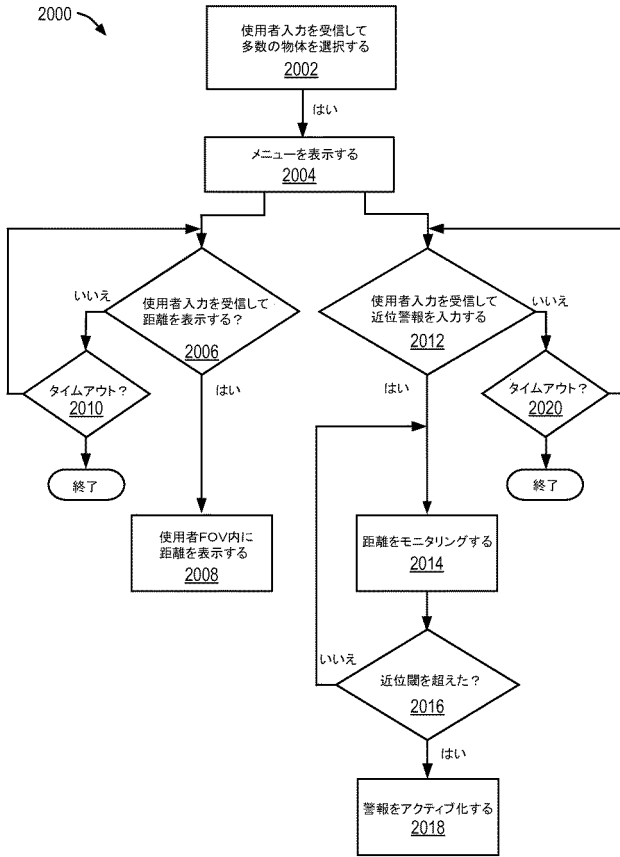 2000
使用者入力を受信して
多数の物体を選択する
2002
はい
メニューを表示する
2004
いいえ
使用者入力を受信して
距離を表示する?
2006
はい
タイムアウト?
2010
終了
使用者FOV内に
距離を表示する
2008
使用者入力を受信して
近位警報を入力する
2012
いいえ
はい
タイムアウト?
2020
終了
距離をモニタリングする
2014
いいえ
近位閾を超えた?
2016
はい
警報をアクティブ化する
2018